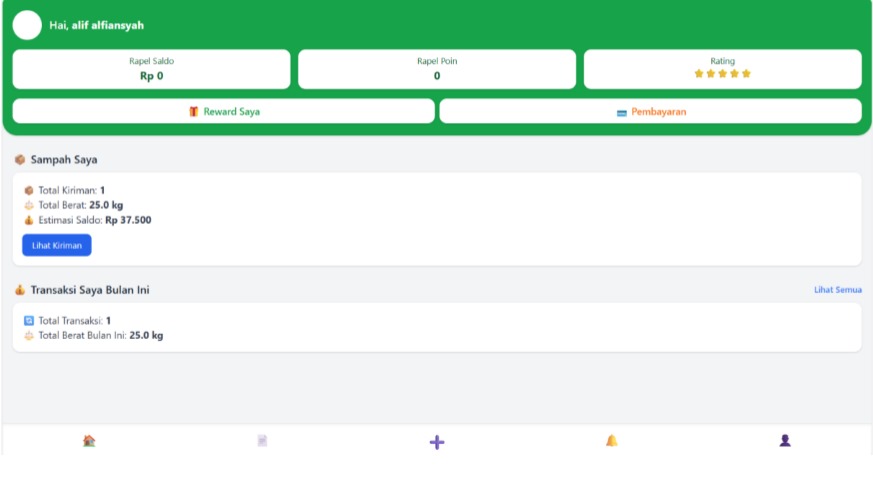 Hai, alif alfiansyah
Rapel Saldo
Rp 0
Rapel Poin
0
Rating
Reward Saya
Pembayaran
Sampah Saya
Total Kiriman: 1
Total Berat: 25.0 kg
Estimasi Saldo: Rp 37.500
Lihat Kiriman
Transaksi Saya Bulan Ini
Lihat Semua
Total Transaksi: 1
Total Berat Bulan Ini: 25.0 kg